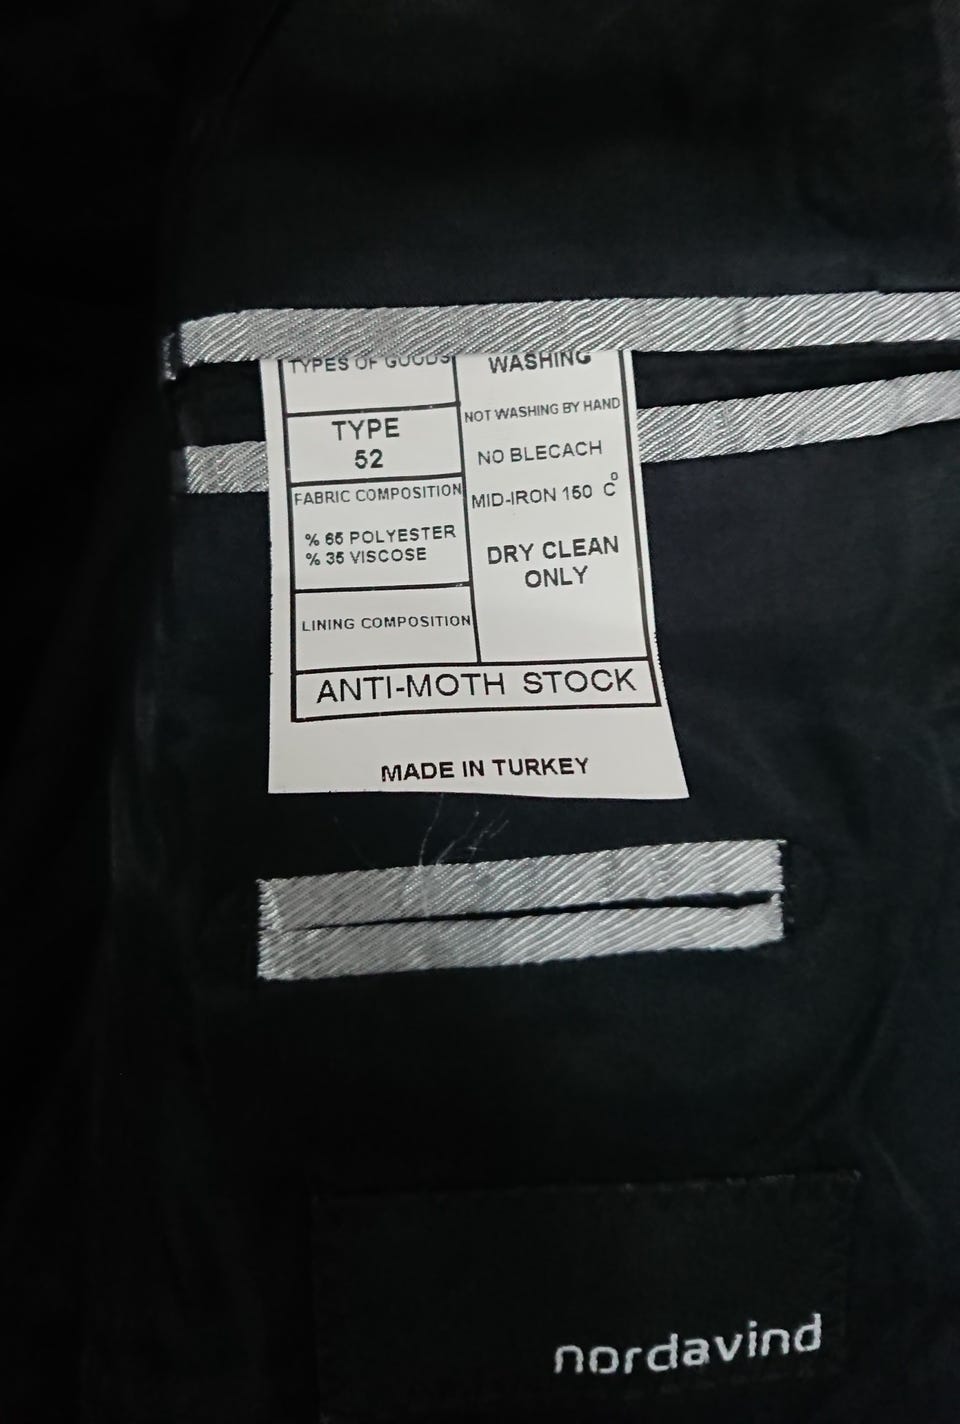 TYPES OF GOODS
TYPE
52
FABRIC COMPOSITION
% 65 POLYESTER
% 35 VISCOSE
LINING COMPOSITION
WASHING
NOT WASHING BY HAND
NO BLECACH
MID-IRON 150 °C
DRY CLEAN
ONLY
ANTI-MOTH STOCK
MADE IN TURKEY
nordavind